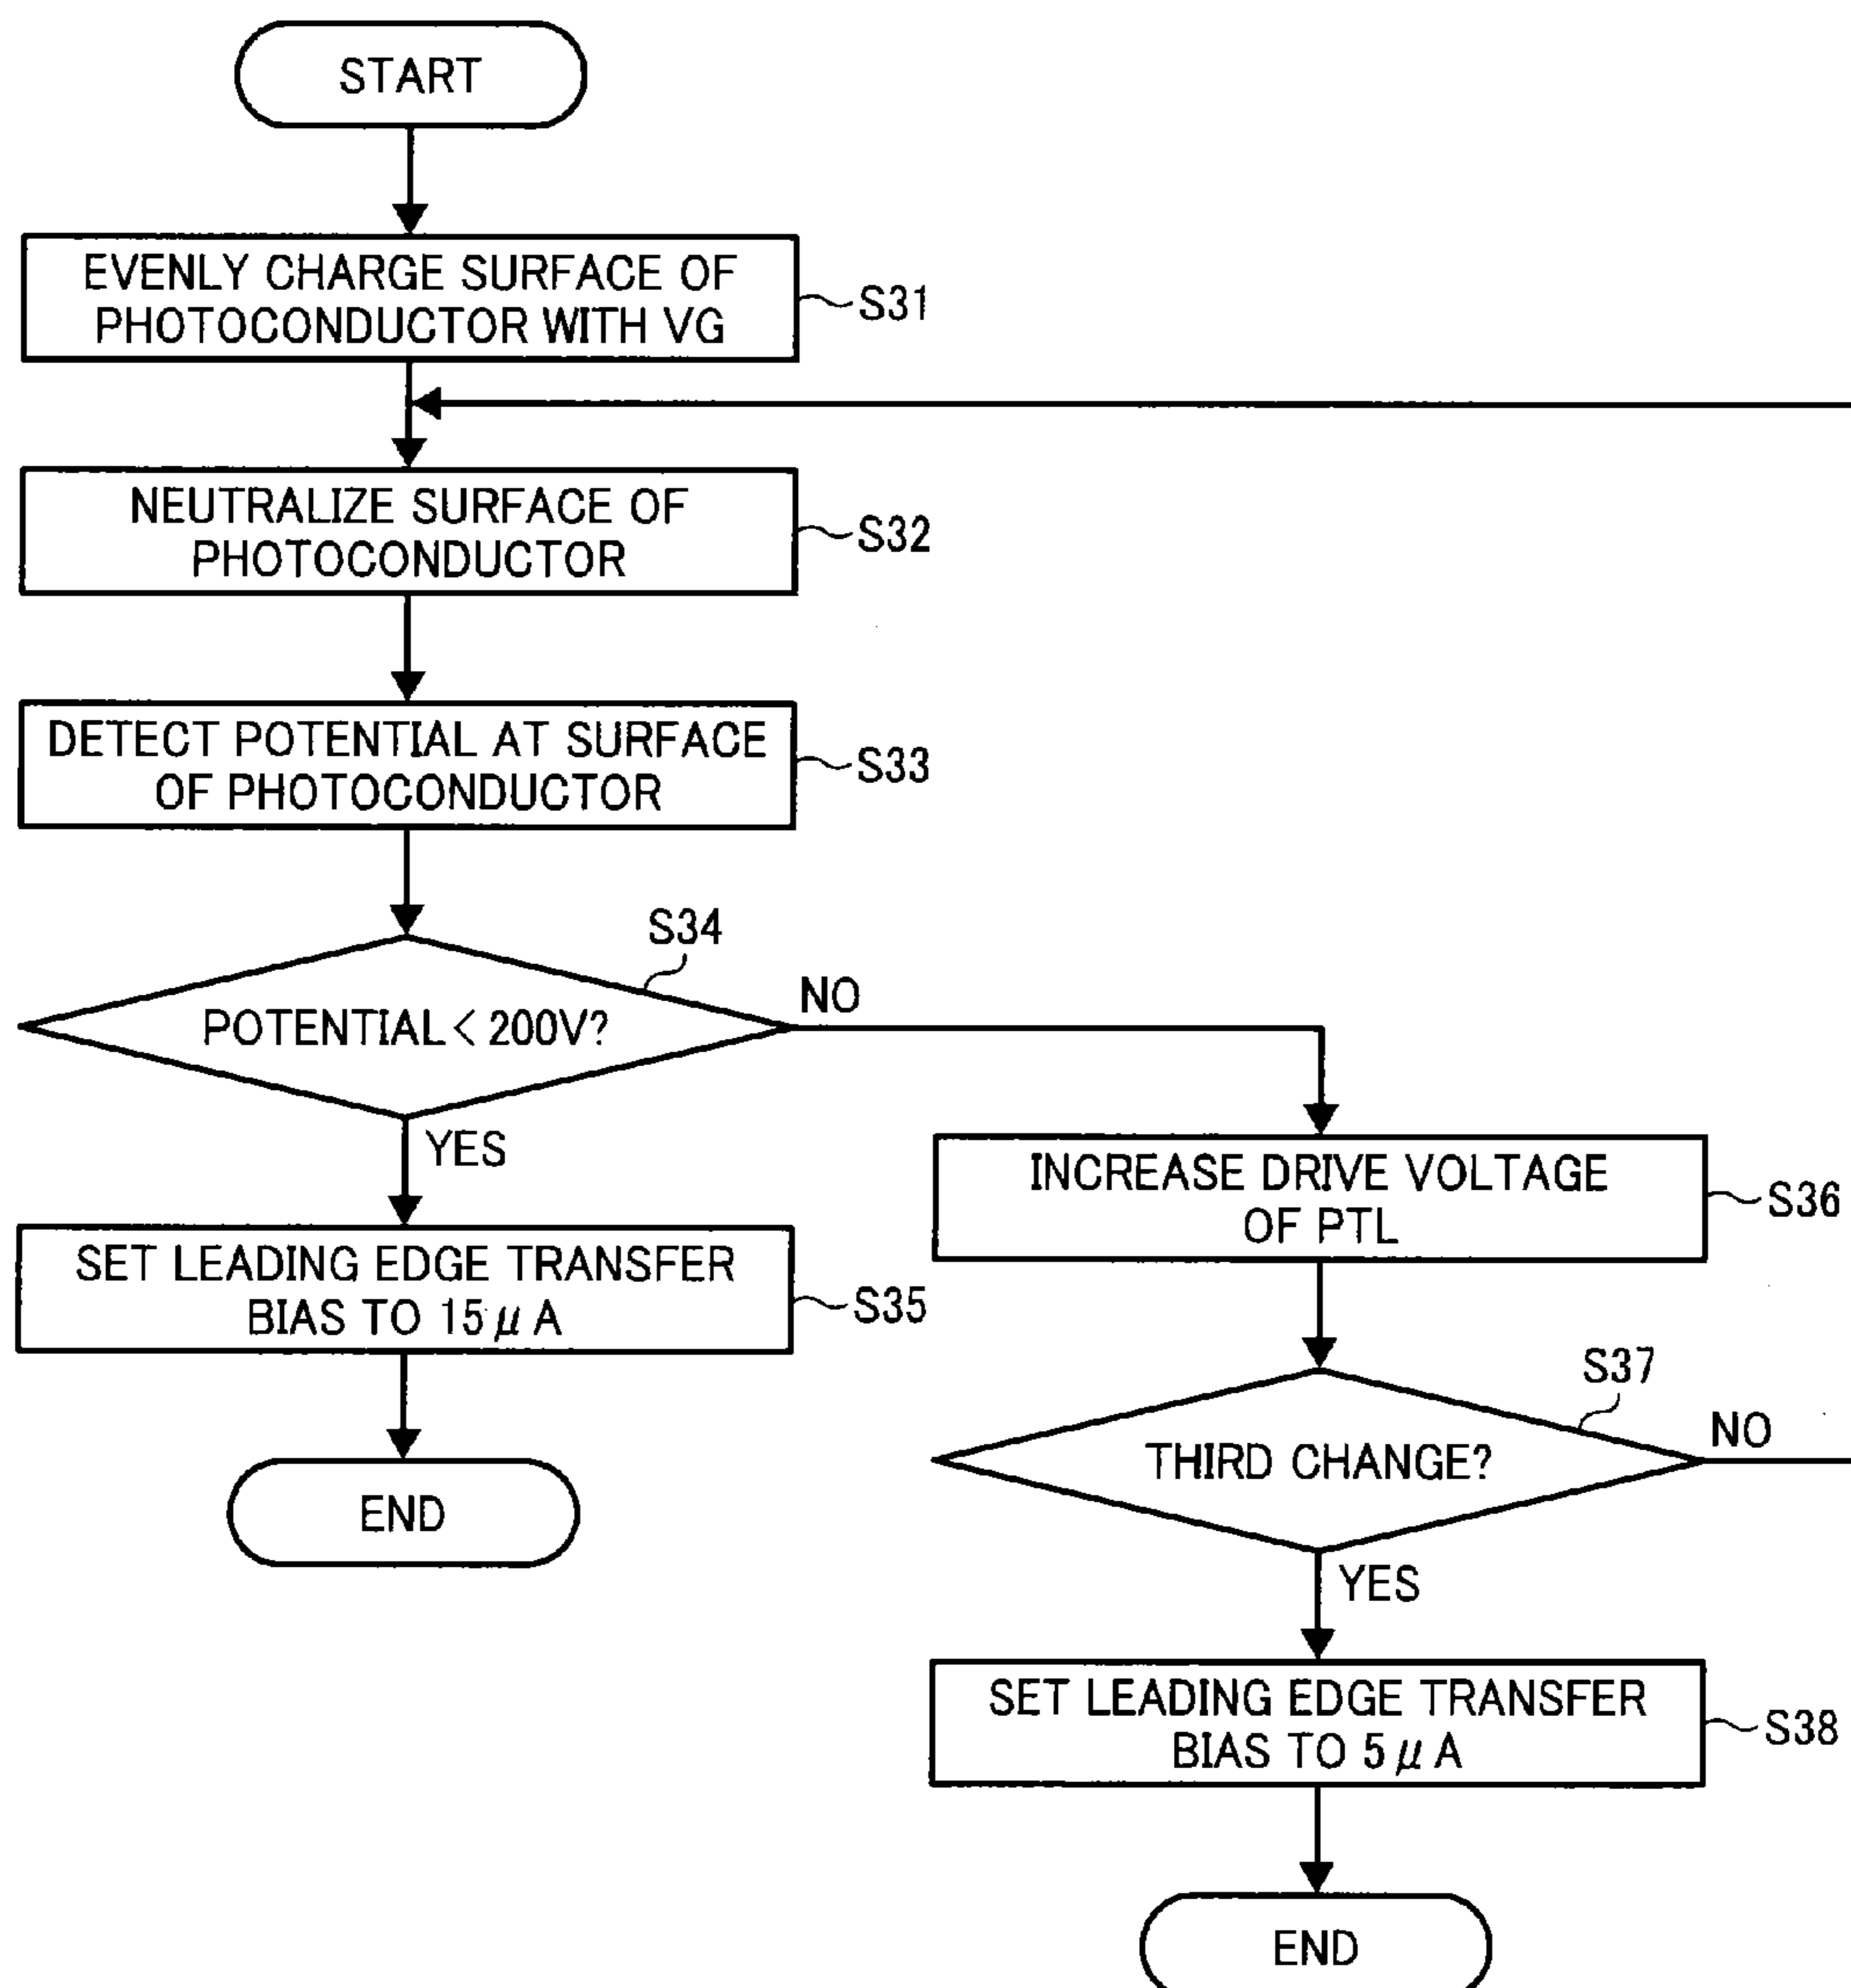 START
EVENLY CHARGE SURFACE OF
PHOTOCONDUCTOR WITH VG
S31
NEUTRALIZE SURFACE OF
PHOTOCONDUCTOR
S32
DETECT POTENTIAL AT SURFACE
OF PHOTOCONDUCTOR
S33
S34
POTENTIAL < 200V?
NO
YES
SET LEADING EDGE TRANSFER
BIAS TO 15μA
S35
END
INCREASE DRIVE VOLTAGE
OF PTL
S36
S37
THIRD CHANGE?
NO
YES
SET LEADING EDGE TRANSFER
BIAS TO 5μA
S38
END